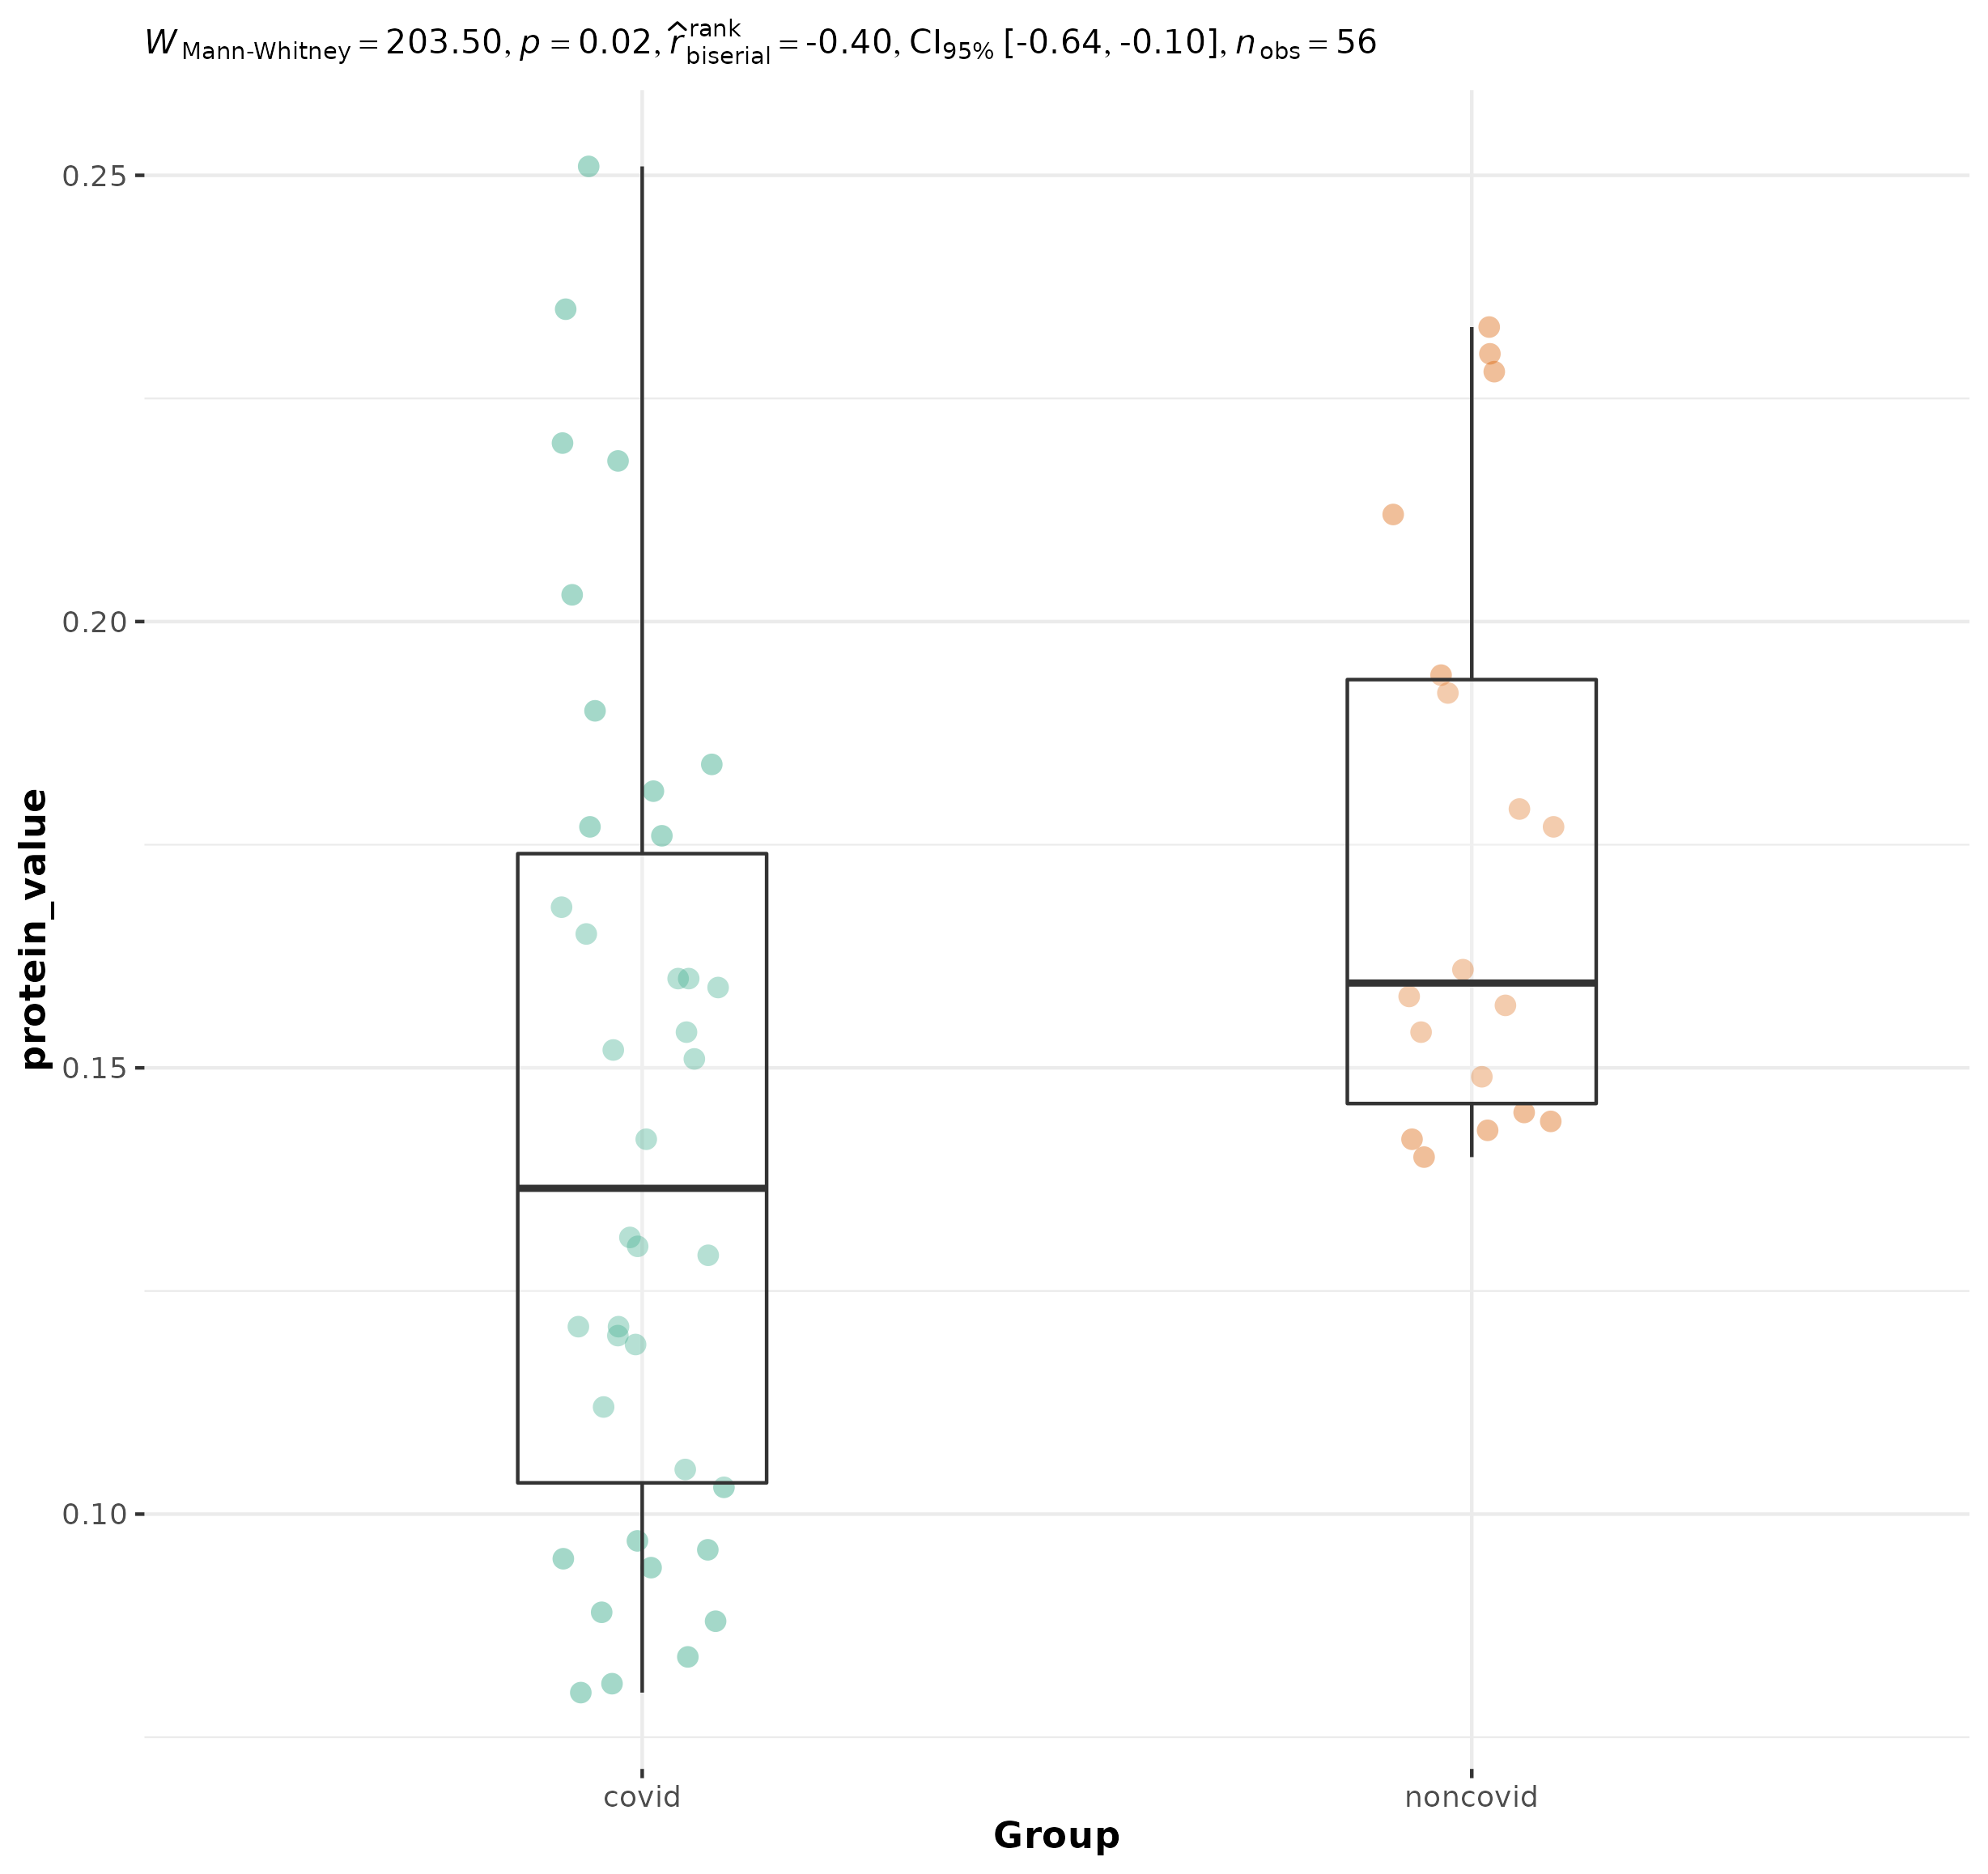 W Mann-Whitney = 203.50, p = 0.02, r̂ rank biserial = -0.40, CI95% [-0.64, -0.10], n obs = 56
0.25
0.20
0.15
0.10
protein_value
covid noncovid
Group